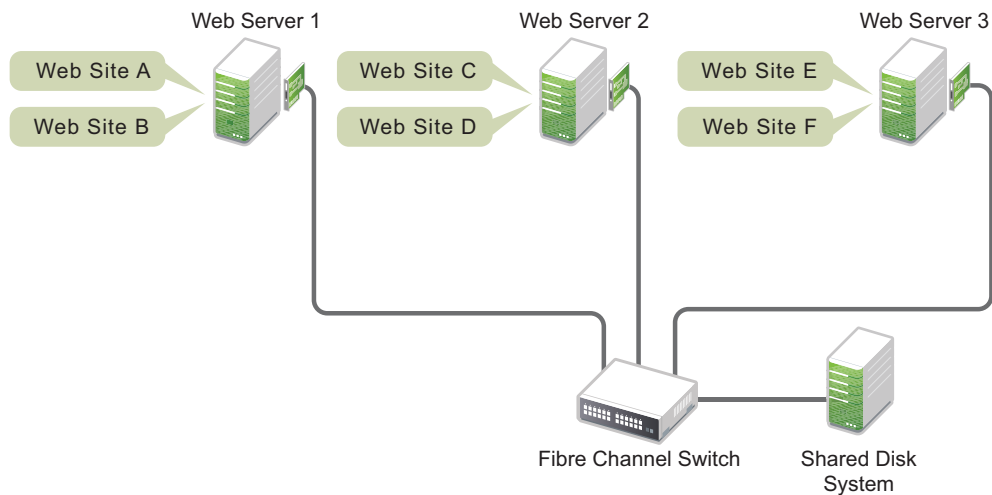 Web Server 1
Web Server 2
Web Server 3
Web Site A
Web Site C
Web Site E
Web Site B
Web Site D
Web Site F
Fibre Channel Switch
Shared Disk
System